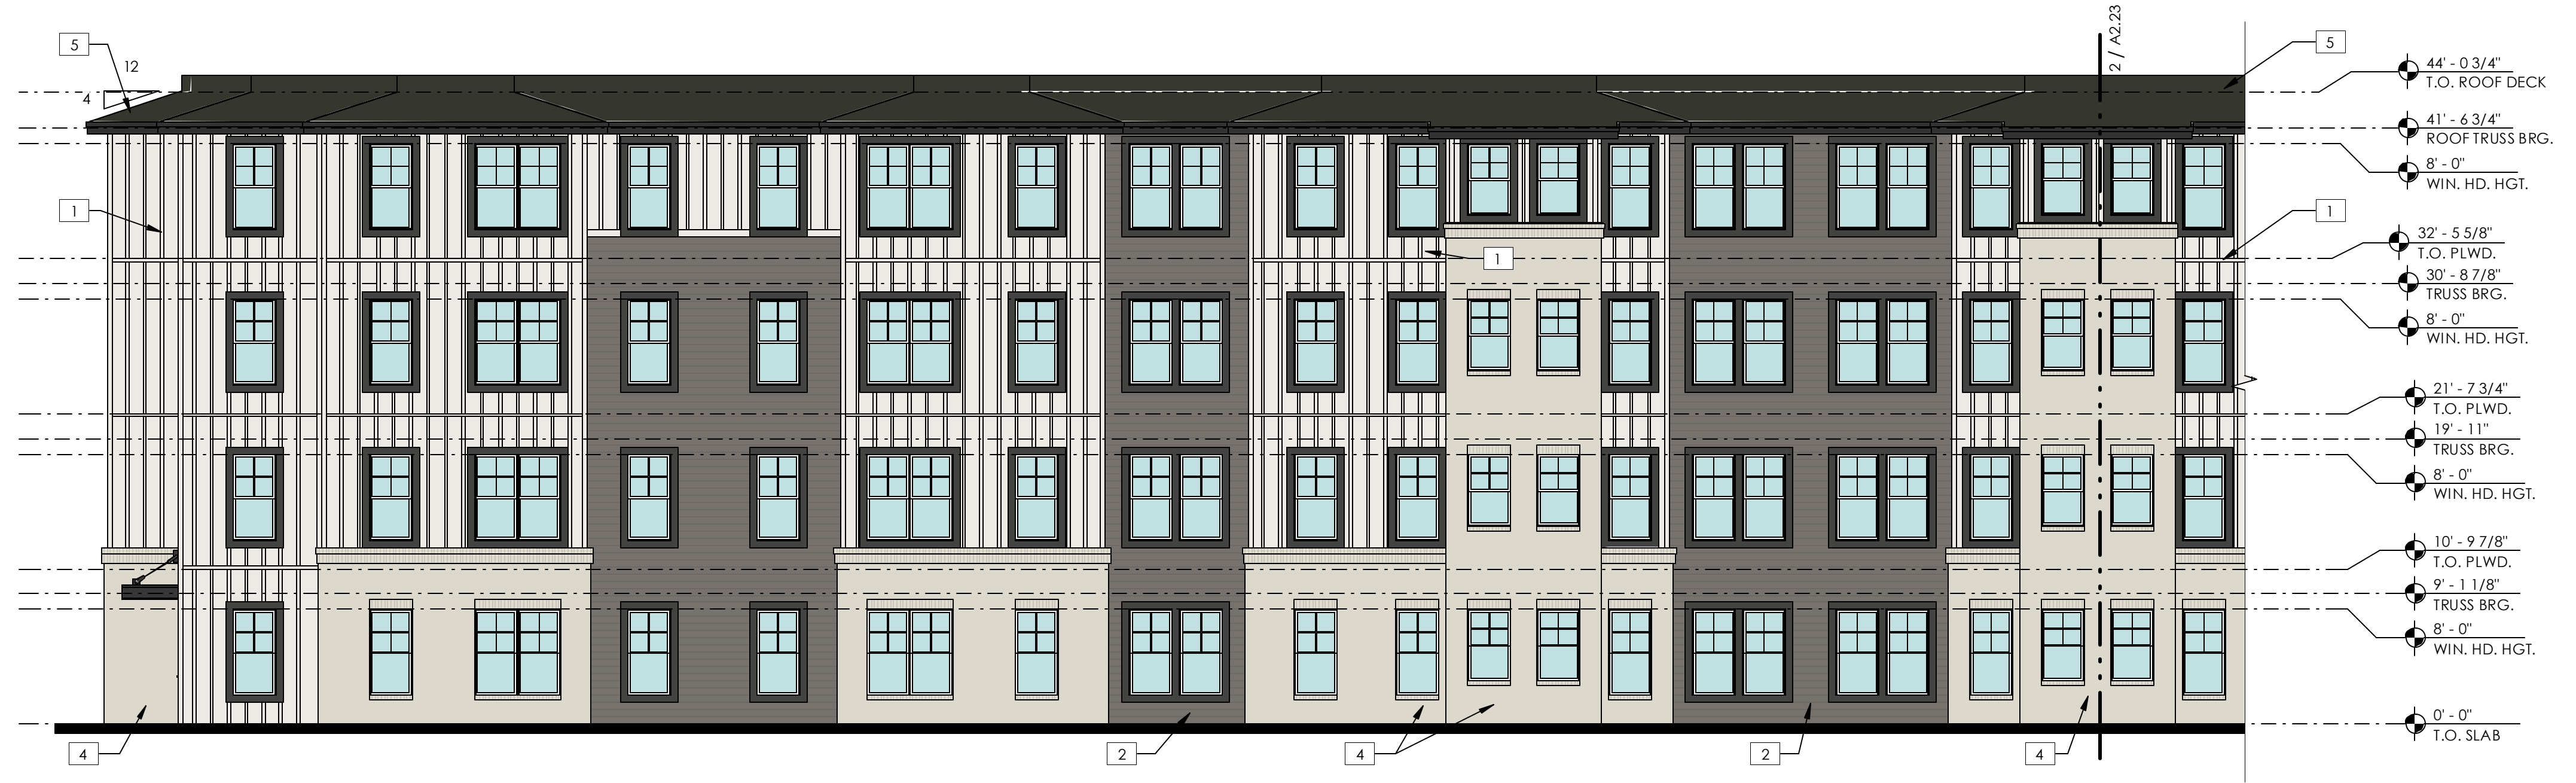 2 / A2.23
5
12
4
5
44' - 0 3/4"
T.O. ROOF DECK
41' - 6 3/4"
ROOF TRUSS BRG.
8' - 0"
WIN. HD. HGT.
1
1
1
32' - 5 5/8"
T.O. PLWD.
30' - 8 7/8"
TRUSS BRG.
8' - 0"
WIN. HD. HGT.
21' - 7 3/4"
T.O. PLWD.
19' - 11"
TRUSS BRG.
8' - 0"
WIN. HD. HGT.
10' - 9 7/8"
T.O. PLWD.
9' - 1 1/8"
TRUSS BRG.
8' - 0"
WIN. HD. HGT.
0' - 0"
T.O. SLAB
4
2
4
2
4